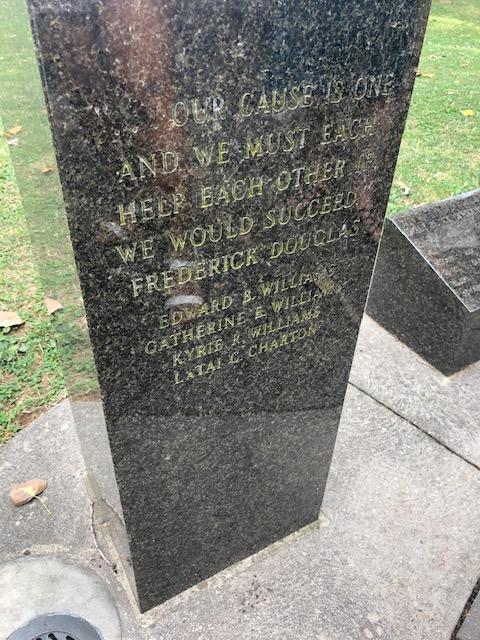 OUR CAUSE IS ONE
AND WE MUST EACH
HELP EACH OTHER IF
WE WOULD SUCCEED
FREDERICK DOUGLAS
EDWARD B. WILLIAMS
CATHERINE E. WILLIAMS
KYRIE R. WILLIAMS
LATAI C. CHARTON